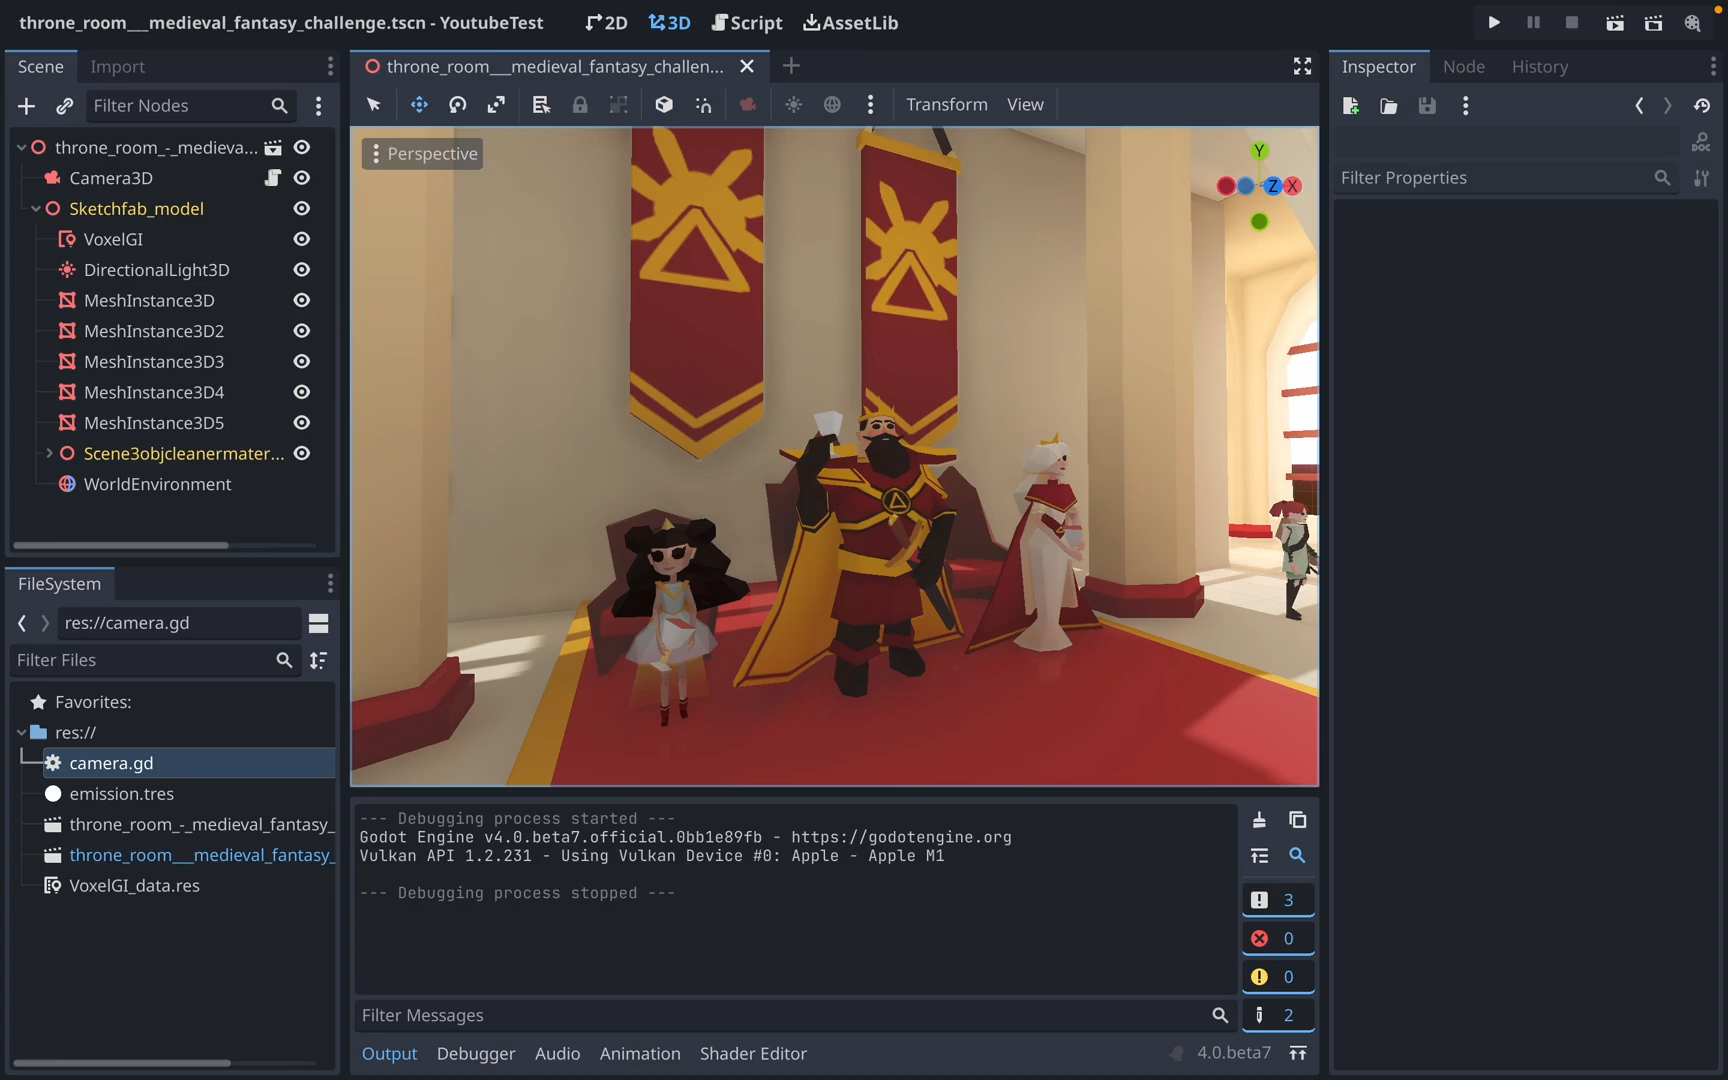 throne_room___medieval_fantasy_challenge.tscn - YoutubeTest
2D
3D
Script
AssetLib
Scene
Import
Filter Nodes
throne_room_-_medieva...
Camera3D
Sketchfab_model
VoxelGI
DirectionalLight3D
MeshInstance3D
MeshInstance3D2
MeshInstance3D3
MeshInstance3D4
MeshInstance3D5
Scene3objcleanermater...
WorldEnvironment
FileSystem
res://camera.gd
Filter Files
Favorites:
res://
camera.gd
emission.tres
throne_room_-_medieval_fantasy_
throne_room___medieval_fantasy_
VoxelGI_data.res
throne_room___medieval_fantasy_challen...
Transform
View
Perspective
Y
Z
X
--- Debugging process started ---
Godot Engine v4.0.beta7.official.0bb1e89fb - https://godotengine.org
Vulkan API 1.2.231 - Using Vulkan Device #0: Apple - Apple M1
--- Debugging process stopped ---
3
0
0
2
Filter Messages
Output
Debugger
Audio
Animation
Shader Editor
4.0.beta7
Inspector
Node
History
DOC
Filter Properties